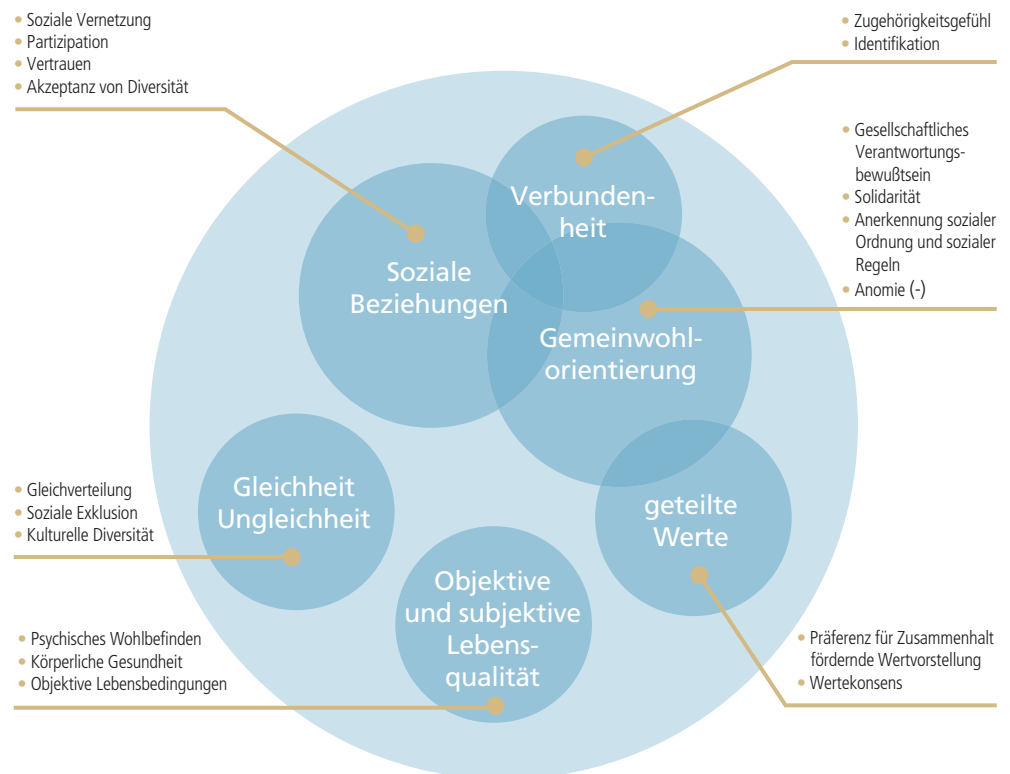 • Soziale Vernetzung
• Partizipation
• Vertrauen
• Akzeptanz von Diversität
• Zugehörigkeitsgefühl
• Identifikation
• Gesellschaftliches
Verantwortungs-
bewußtsein
• Solidarität
• Anerkennung sozialer
Ordnung und sozialer
Regeln
• Anomie (-)
Verbunden-
heit
Soziale
Beziehungen
Gemeinwohl-
orientierung
Gleichheit
Ungleichheit
geteilte
Werte
Objektive
und subjektive
Lebens-
qualität
• Gleichverteilung
• Soziale Exklusion
• Kulturelle Diversität
• Psychisches Wohlbefinden
• Körperliche Gesundheit
• Objektive Lebensbedingungen
• Präferenz für Zusammenhalt
fördernde Wertvorstellung
• Wertekonsens